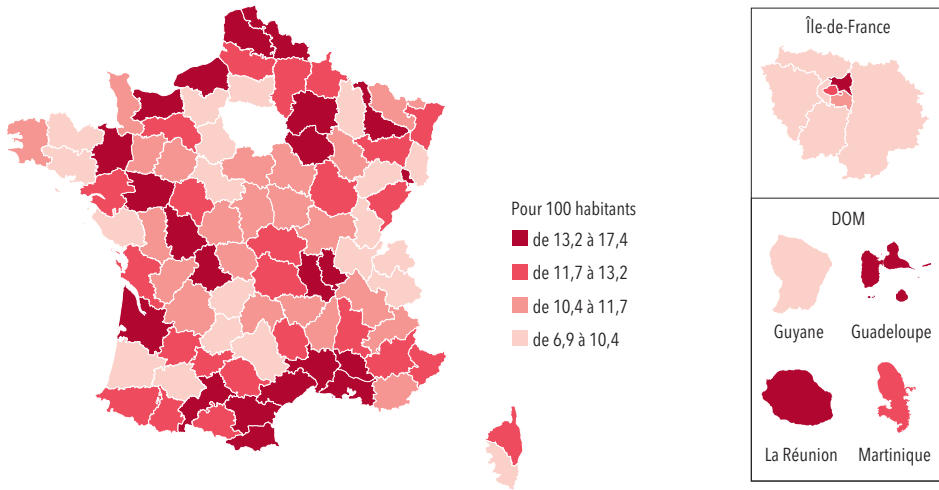 Île-de-France
Pour 100 habitants
de 13,2 à 17,4
de 11,7 à 13,2
de 10,4 à 11,7
de 6,9 à 10,4
DOM
Guyane
Guadeloupe
La Réunion
Martinique